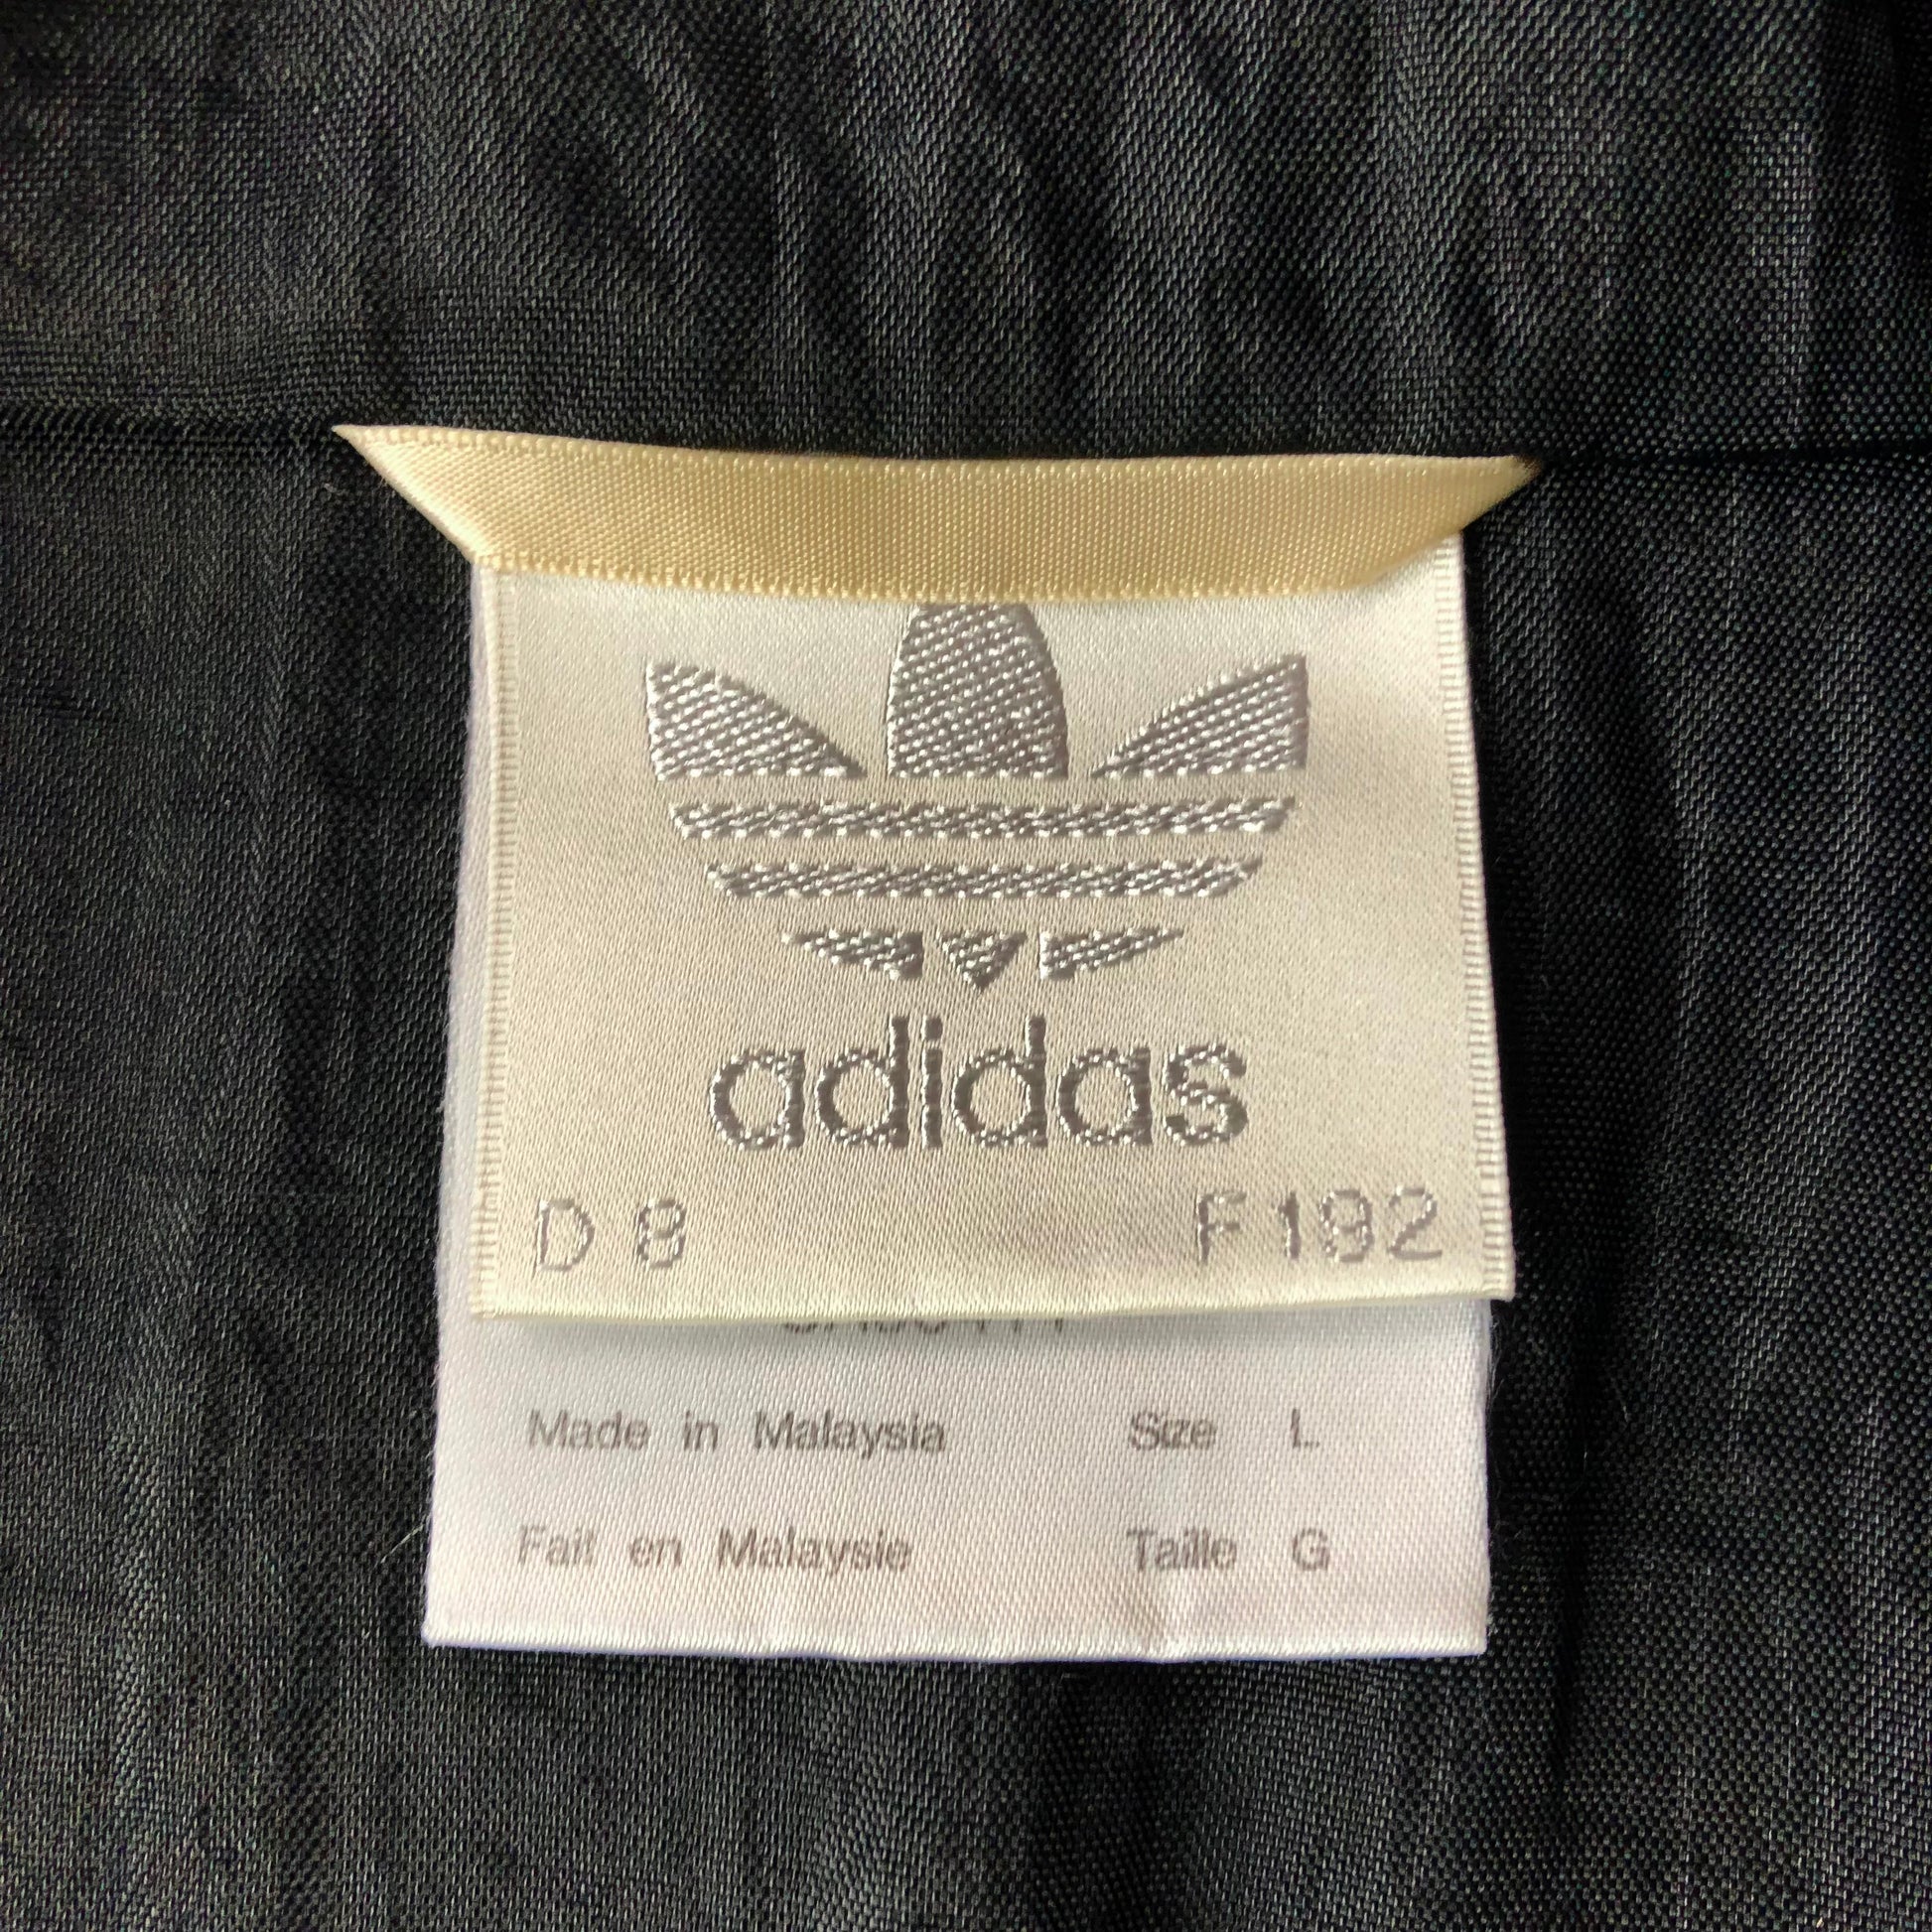 adidas
D 8 F 192
Made in Malaysia Size L
Fait en Malaysie Taille G